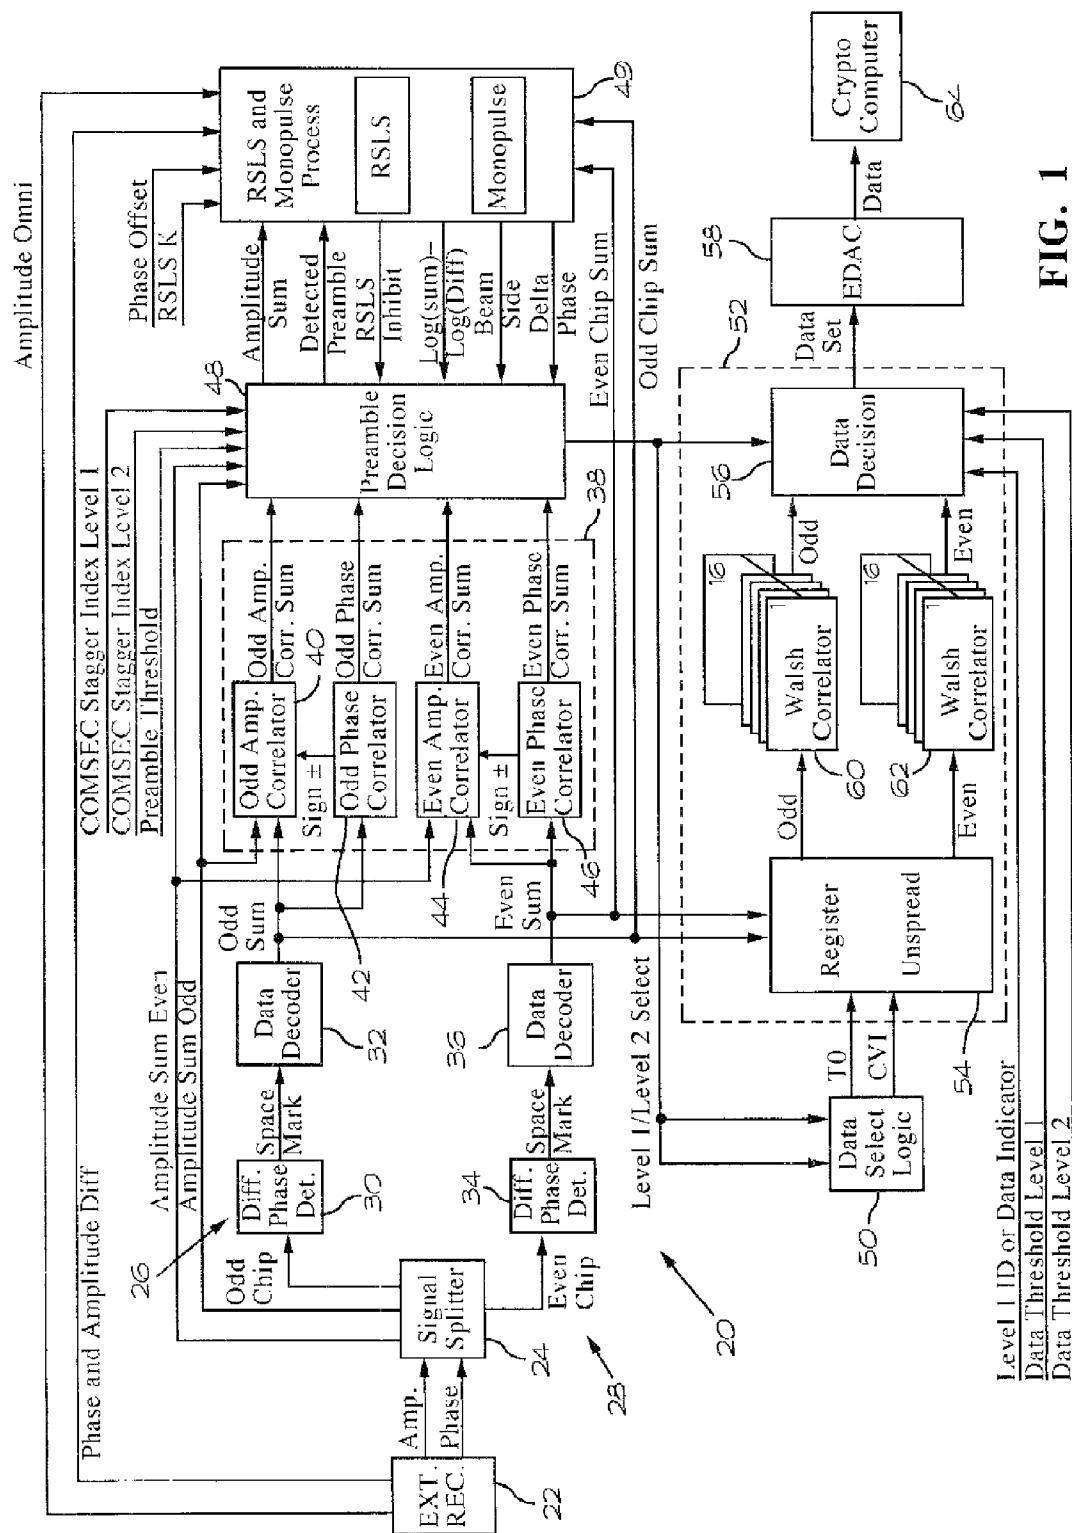 Amplitude Omni
Phase and Amplitude Diff
Phase Offset
RSLS K
COMSEC Stagger Index Level 1
COMSEC Stagger Index Level 2
Preamble Threshold
Amplitude Sum Even
Amplitude Sum Odd
EXT.
REC.
22
Amp.
Phase
Signal
Splitter
24
26
28
20
Odd
Chip
Even
Chip
Diff.
Phase
Det.
30
Space
Mark
Data
Decoder
32
Odd
Sum
Diff.
Phase
Det.
34
Space
Mark
Data
Decoder
36
Even
Sum
Odd Amp.
Correlator
40
Sign ±
Odd Phase
Correlator
42
Even Amp.
Correlator
44
Sign ±
Even Phase
Correlator
46
38
Odd Amp.
Corr. Sum
Odd Phase
Corr. Sum
Even Amp.
Corr. Sum
Even Phase
Corr. Sum
Preamble
Decision
Logic
48
Amplitude
Sum
Detected
Preamble
RSLS
Inhibit
Log(sum)–
Log(Diff)
Beam
Side
Delta
Phase
RSLS and
Monopulse
Process
RSLS
Monopulse
49
Even Chip Sum
Odd Chip Sum
Level 1/Level 2 Select
Data
Select
Logic
50
T0
CVI
Register
Unspread
54
Odd
Even
16
1
Walsh
Correlator
60
16
1
Walsh
Correlator
62
Odd
Even
Data
Decision
56
52
Data
Set
EDAC
58
Data
Crypto
Computer
64
Level 1 ID or Data Indicator
Data Threshold Level 1
Data Threshold Level 2
FIG. 1